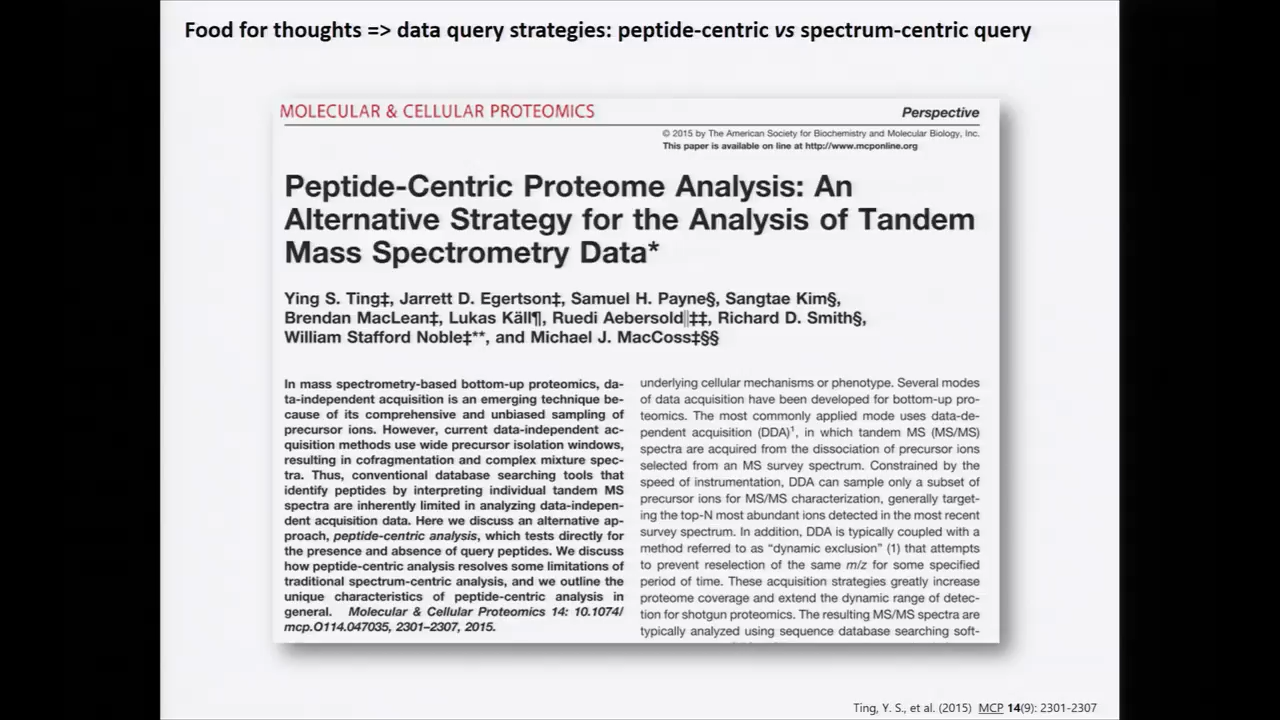 Food for thoughts => data query strategies: peptide-centric vs spectrum-centric query
MOLECULAR & CELLULAR PROTEOMICS
Perspective
© 2015 by The American Society for Biochemistry and Molecular Biology, Inc.
This paper is available on line at http://www.mcponline.org
Peptide-Centric Proteome Analysis: An
Alternative Strategy for the Analysis of Tandem
Mass Spectrometry Data*
Ying S. Ting‡, Jarrett D. Egertson‡, Samuel H. Payne§, Sangtae Kim§,
Brendan MacLean‡, Lukas Käll¶, Ruedi Aebersold‖‡‡, Richard D. Smith§,
William Stafford Noble‡**, and Michael J. MacCoss‡§§
In mass spectrometry-based bottom-up proteomics, da-
ta-independent acquisition is an emerging technique be-
cause of its comprehensive and unbiased sampling of
precursor ions. However, current data-independent ac-
quisition methods use wide precursor isolation windows,
resulting in cofragmentation and complex mixture spec-
tra. Thus, conventional database searching tools that
identify peptides by interpreting individual tandem MS
spectra are inherently limited in analyzing data-indepen-
dent acquisition data. Here we discuss an alternative ap-
proach, peptide-centric analysis, which tests directly for
the presence and absence of query peptides. We discuss
how peptide-centric analysis resolves some limitations of
traditional spectrum-centric analysis, and we outline the
unique characteristics of peptide-centric analysis in
general. Molecular & Cellular Proteomics 14: 10.1074/
mcp.O114.047035, 2301–2307, 2015.
underlying cellular mechanisms or phenotype. Several modes
of data acquisition have been developed for bottom-up pro-
teomics. The most commonly applied mode uses data-de-
pendent acquisition (DDA)¹, in which tandem MS (MS/MS)
spectra are acquired from the dissociation of precursor ions
selected from an MS survey spectrum. Constrained by the
speed of instrumentation, DDA can sample only a subset of
precursor ions for MS/MS characterization, generally target-
ing the top-N most abundant ions detected in the most recent
survey spectrum. In addition, DDA is typically coupled with a
method referred to as “dynamic exclusion” (1) that attempts
to prevent reselection of the same m/z for some specified
period of time. These acquisition strategies greatly increase
proteome coverage and extend the dynamic range of detec-
tion for shotgun proteomics. The resulting MS/MS spectra are
typically analyzed using sequence database searching soft-
Ting, Y. S., et al. (2015) MCP 14(9): 2301-2307